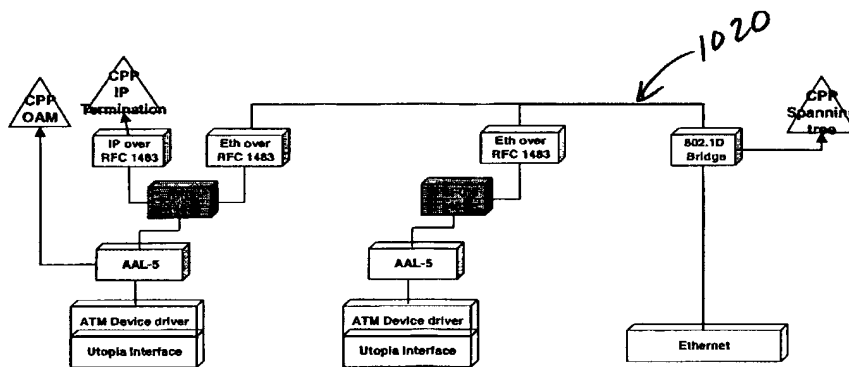 1020
CPP
OAM
CPP
IP
Termination
CPP
Spanning
tree
IP over
RFC 1483
Eth over
RFC 1483
Eth over
RFC 1483
802.1D
Bridge
AAL-5
AAL-5
ATM Device driver
Utopia Interface
ATM Device driver
Utopia Interface
Ethernet